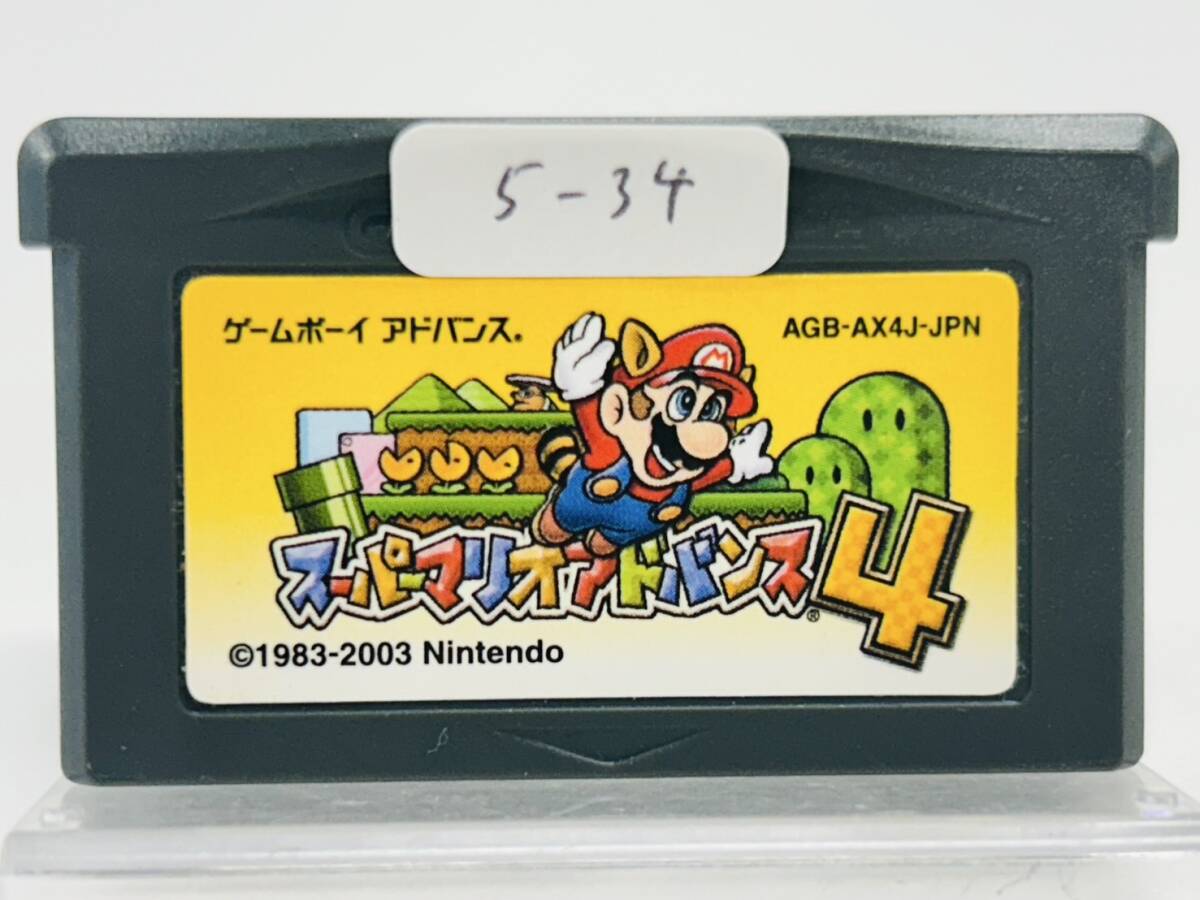 5-34
ゲームボーイ アドバンス.
AGB-AX4J-JPN
M
スーパーマリオアドバンス4
®
©1983-2003 Nintendo